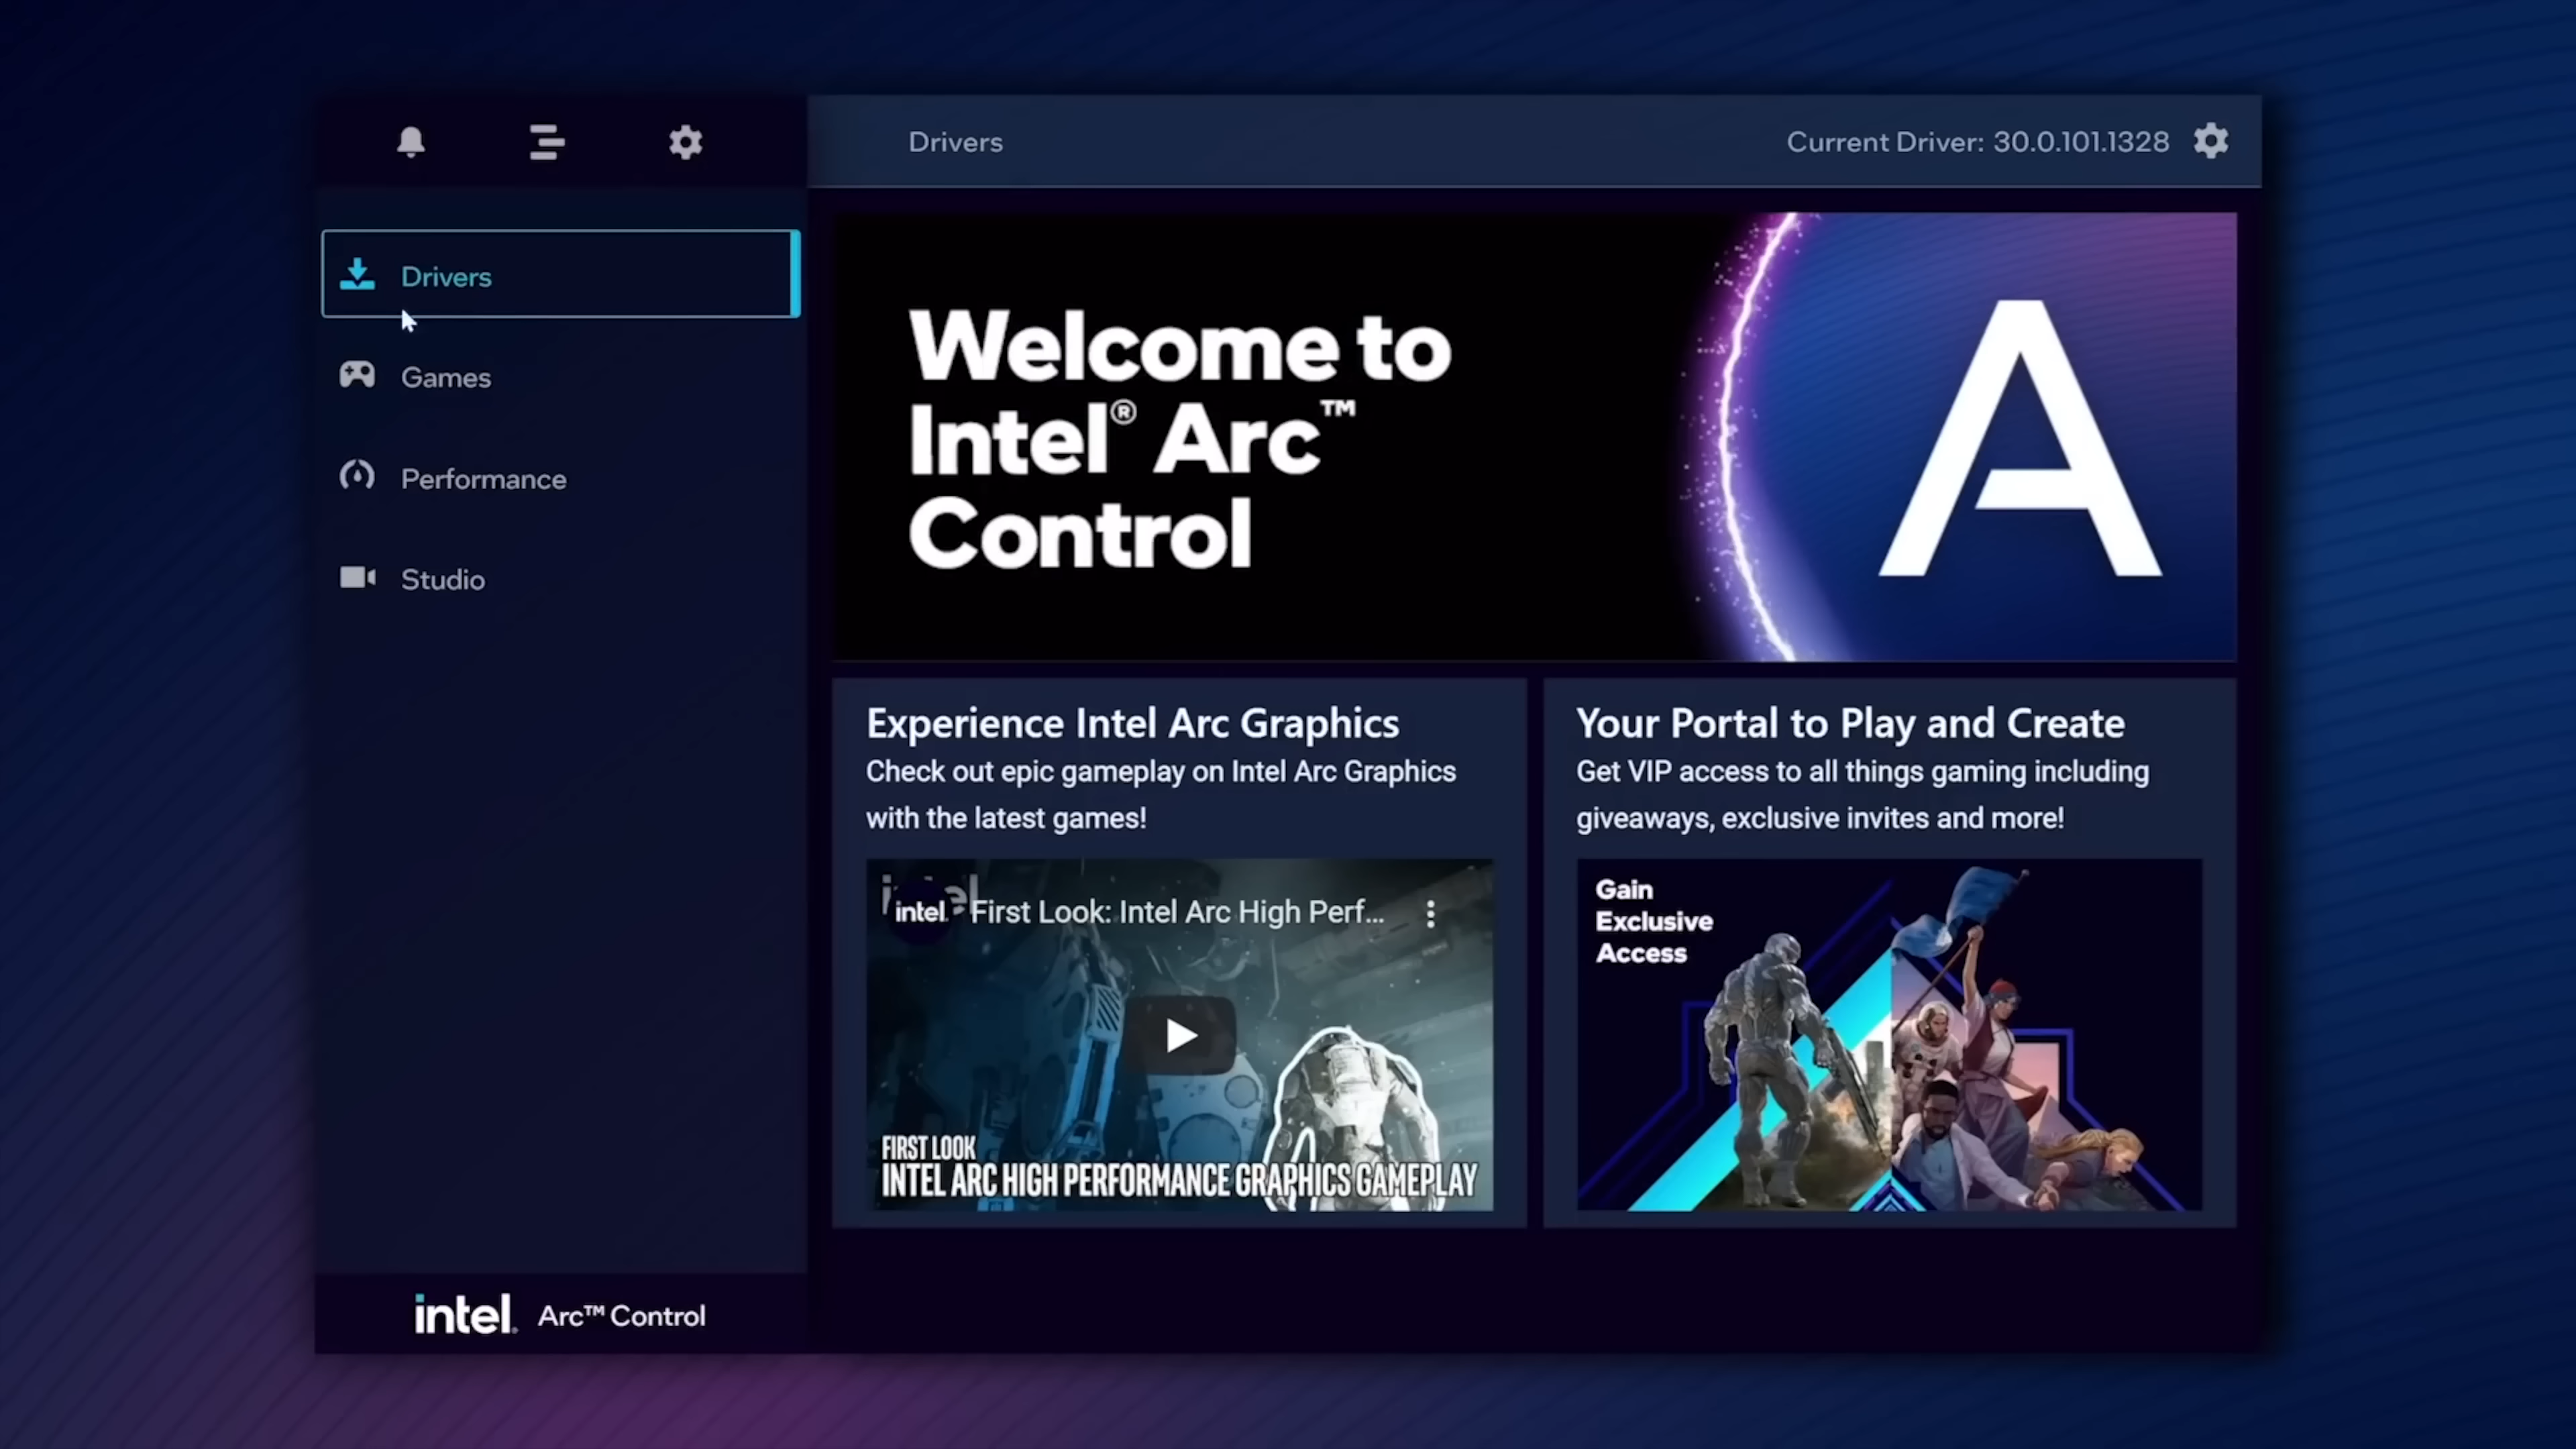 Drivers
Current Driver: 30.0.101.1328
Drivers
Games
Performance
Studio
Welcome to
Intel® Arc™
Control
A
Experience Intel Arc Graphics
Check out epic gameplay on Intel Arc Graphics
with the latest games!
intel
intel.
First Look: Intel Arc High Perf...
FIRST LOOK
INTEL ARC HIGH PERFORMANCE GRAPHICS GAMEPLAY
Your Portal to Play and Create
Get VIP access to all things gaming including
giveaways, exclusive invites and more!
Gain
Exclusive
Access
intel. Arc™ Control